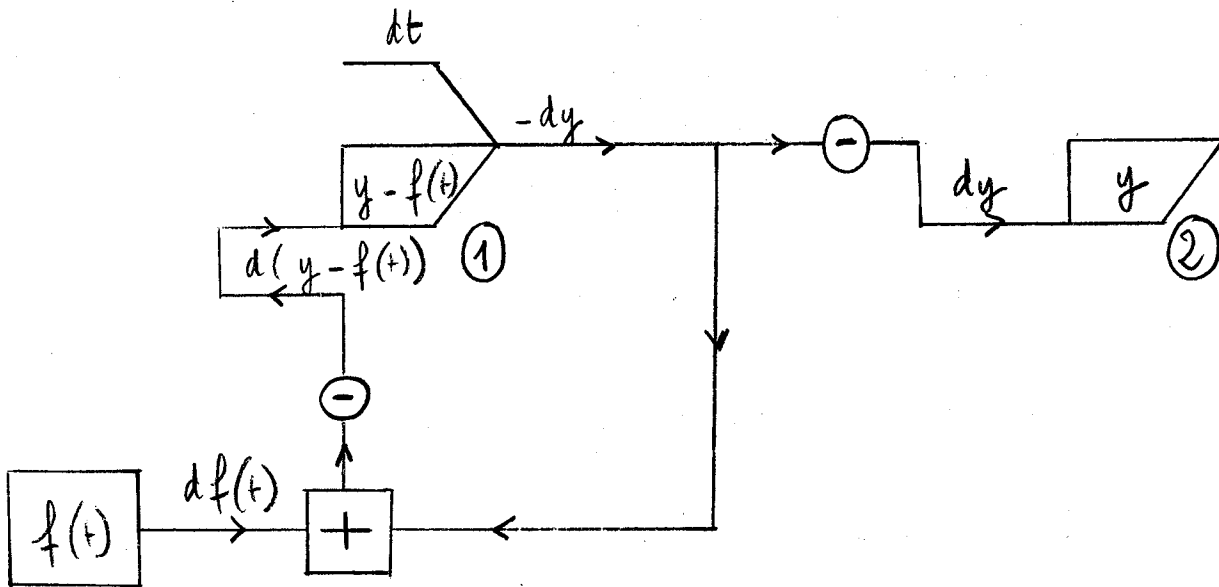 dt
-dy
-
dy
y
y - f(t)
1
2
d(y - f(t))
-
df(t)
f(t)
+